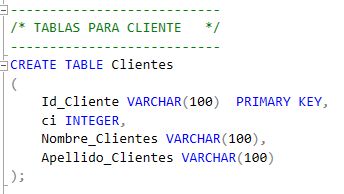 ---------------------------
/* TABLAS PARA CLIENTE   */
---------------------------
CREATE TABLE Clientes
(
    Id_Cliente VARCHAR(100)  PRIMARY KEY,
    ci INTEGER,
    Nombre_Clientes VARCHAR(100),
    Apellido_Clientes VARCHAR(100)
);